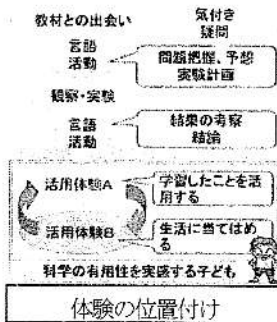 教材との出会い
気付き
疑問
言語
活動
問題把握、予想
実験計画
観察・実験
言語
活動
結果の考察
結論
活用体験A
学習したことを活
用する
活用体験B
生活に当てはめ
る
科学の有用性を実感する子ども
体験の位置付け